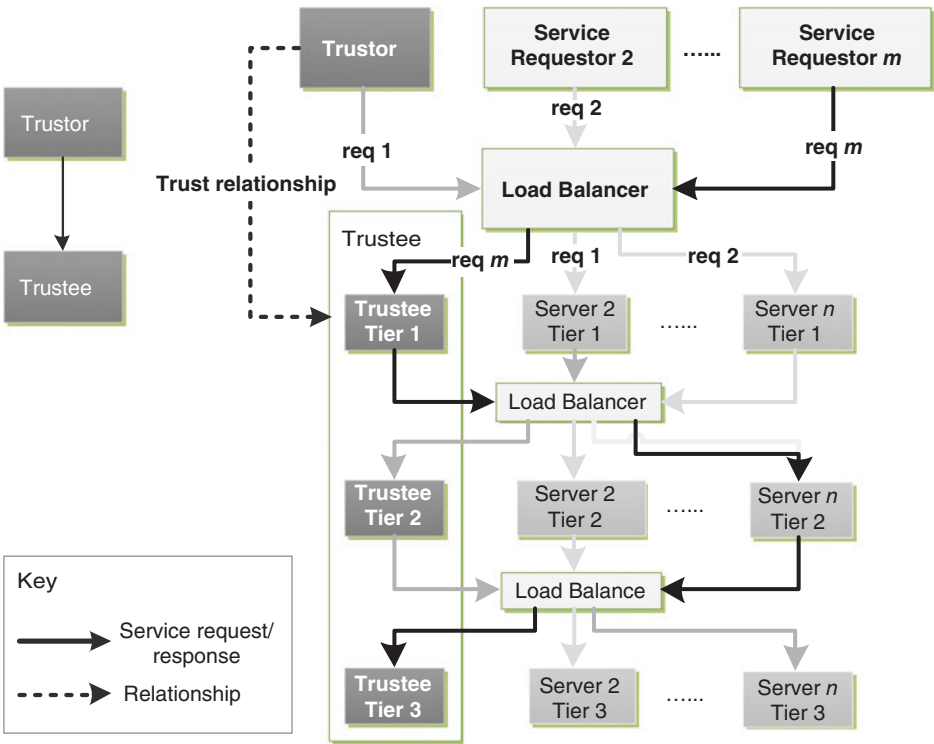 Trustor
Service
Requestor 2
......
Service
Requestor m
Trustor
req 2
req 1
req m
Trust relationship
Load Balancer
Trustee
Trustee
req m
req 1
req 2
Trustee
Tier 1
Server 2
Tier 1
......
Server n
Tier 1
Load Balancer
Trustee
Tier 2
Server 2
Tier 2
......
Server n
Tier 2
Key
Load Balance
Service request/
response
Relationship
Trustee
Tier 3
Server 2
Tier 3
......
Server n
Tier 3